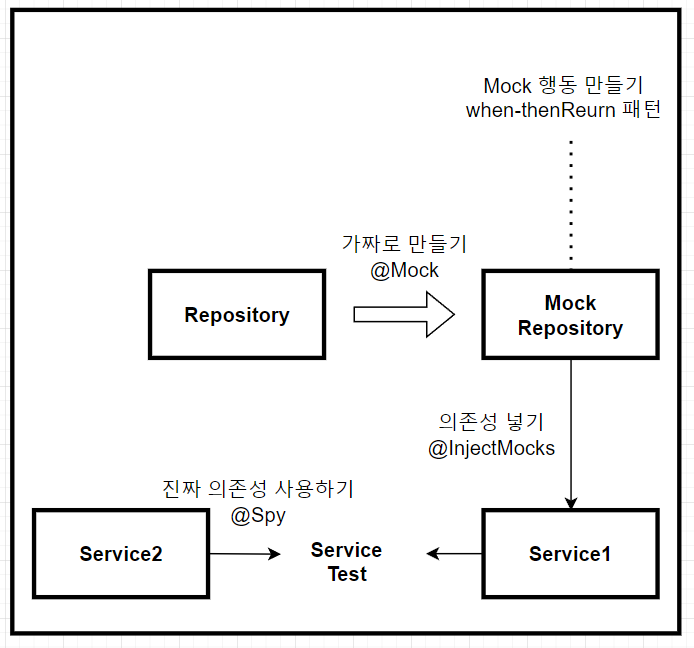 Mock 행동 만들기
when-thenReurn 패턴
가짜로 만들기
@Mock
Repository
Mock
Repository
의존성 넣기
@InjectMocks
진짜 의존성 사용하기
@Spy
Service2
Service
Test
Service1